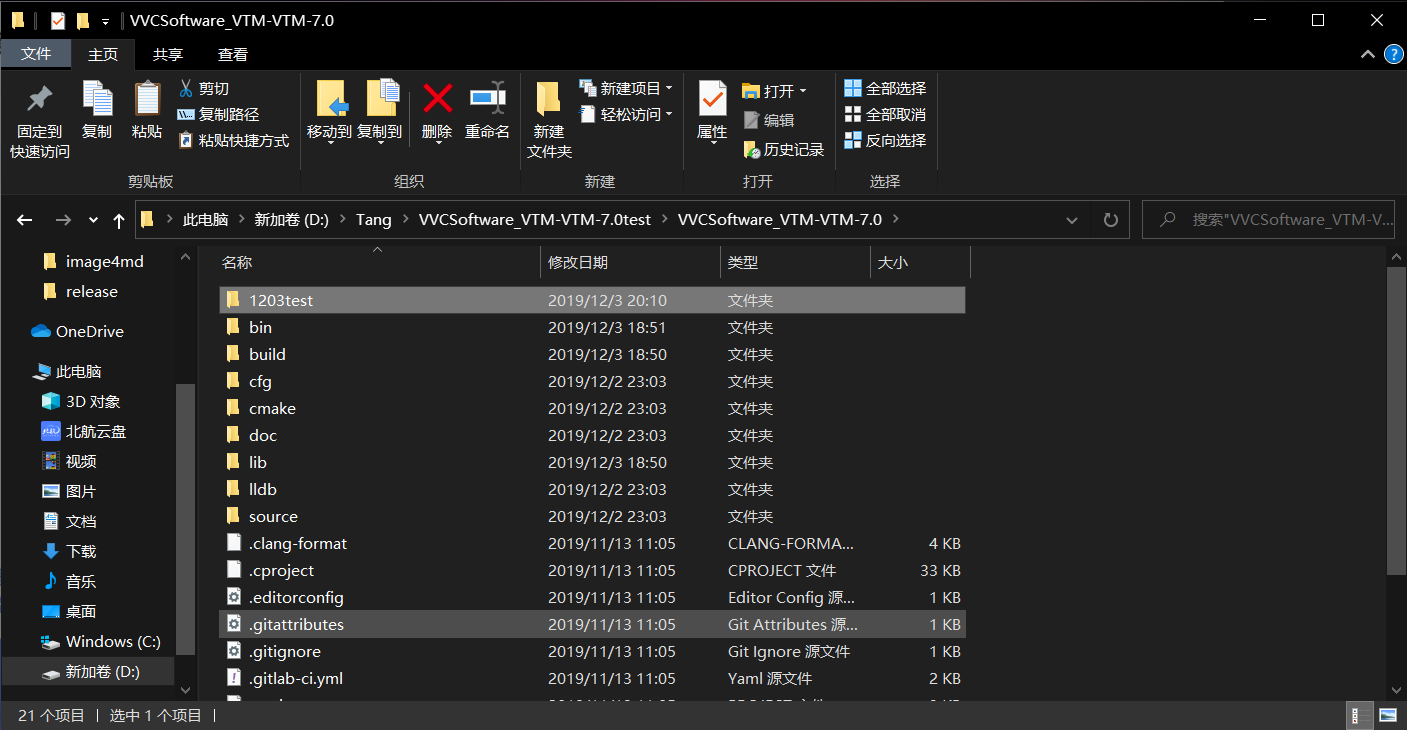 VVCSoftware_VTM-VTM-7.0
文件 主页 共享 查看
固定到快速访问
复制
粘贴
剪切
复制路径
粘贴快捷方式
剪贴板
移动到
复制到
删除
重命名
组织
新建文件夹
新建项目
轻松访问
新建
属性
打开
编辑
历史记录
打开
全部选择
全部取消
反向选择
选择
此电脑 新加卷 (D:) Tang VVCSoftware_VTM-VTM-7.0test VVCSoftware_VTM-VTM-7.0
搜索"VVCSoftware_VTM-V...
image4md
release
OneDrive
此电脑
3D 对象
北航云盘
视频
图片
文档
下载
音乐
桌面
Windows (C:)
新加卷 (D:)
名称 修改日期 类型 大小
1203test 2019/12/3 20:10 文件夹
bin 2019/12/3 18:51 文件夹
build 2019/12/3 18:50 文件夹
cfg 2019/12/2 23:03 文件夹
cmake 2019/12/2 23:03 文件夹
doc 2019/12/2 23:03 文件夹
lib 2019/12/3 18:50 文件夹
lldb 2019/12/2 23:03 文件夹
source 2019/12/2 23:03 文件夹
.clang-format 2019/11/13 11:05 CLANG-FORMA... 4 KB
.cproject 2019/11/13 11:05 CPROJECT 文件 33 KB
.editorconfig 2019/11/13 11:05 Editor Config 源... 1 KB
.gitattributes 2019/11/13 11:05 Git Attributes 源... 1 KB
.gitignore 2019/11/13 11:05 Git Ignore 源文件 1 KB
.gitlab-ci.yml 2019/11/13 11:05 Yaml 源文件 2 KB
21 个项目 选中 1 个项目